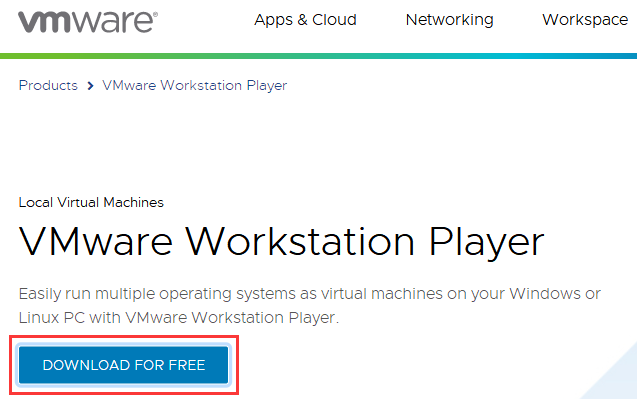 vmware®
Apps & Cloud Networking Workspace
Products > VMware Workstation Player
Local Virtual Machines
VMware Workstation Player
Easily run multiple operating systems as virtual machines on your Windows or
Linux PC with VMware Workstation Player.
DOWNLOAD FOR FREE